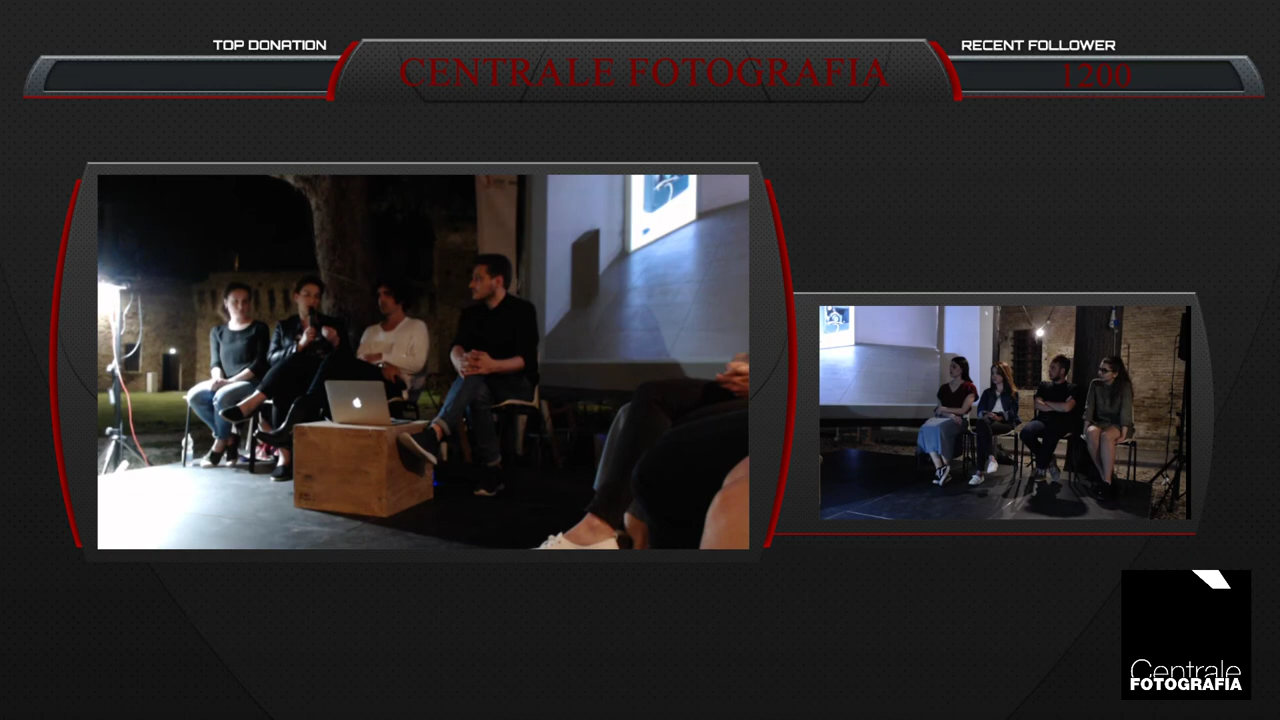 TOP DONATION
CENTRALE FOTOGRAFIA
RECENT FOLLOWER
1200
Centrale
FOTOGRAFIA